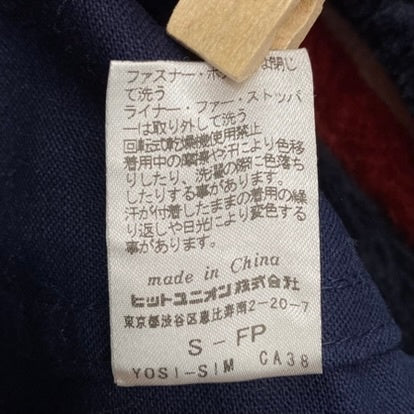 ファスナー・ボタンは閉じ
て洗う
ライナー・ファー・ストッパ
ーは取り外して洗う
回転式乾燥機使用禁止
着用中の摩擦や汗により色移
りしたり、洗濯の際に色落ち
したりする事があります。
汗が付着したままの着用の繰
り返しや日光により変色する
事があります。
made in China
ヒットユニオン株式会社
東京都渋谷区恵比寿南2-20-7
S-FP
YOSI-SIM CA38